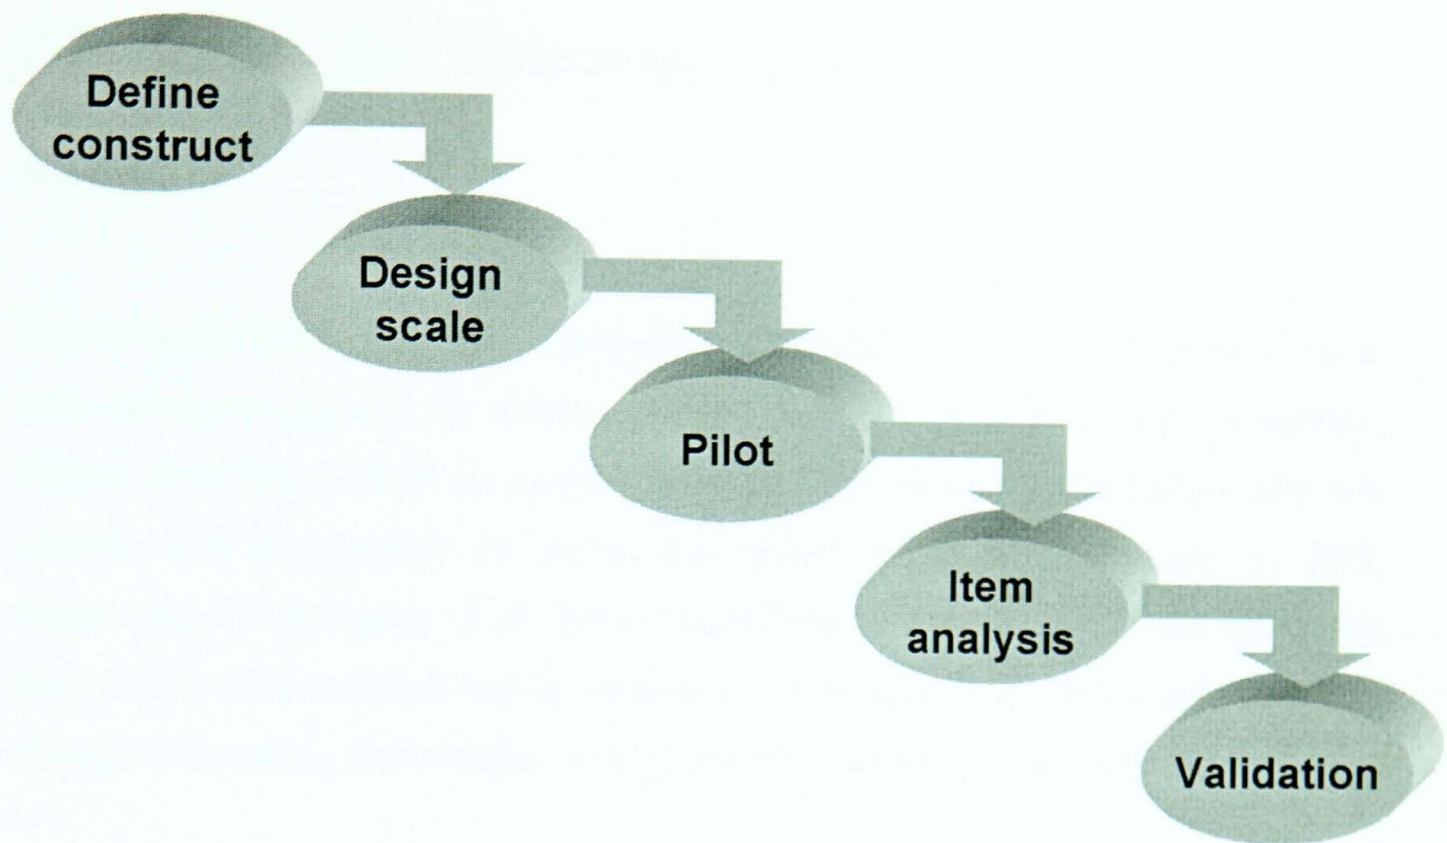 Define
construct
Design
scale
Pilot
Item
analysis
Validation